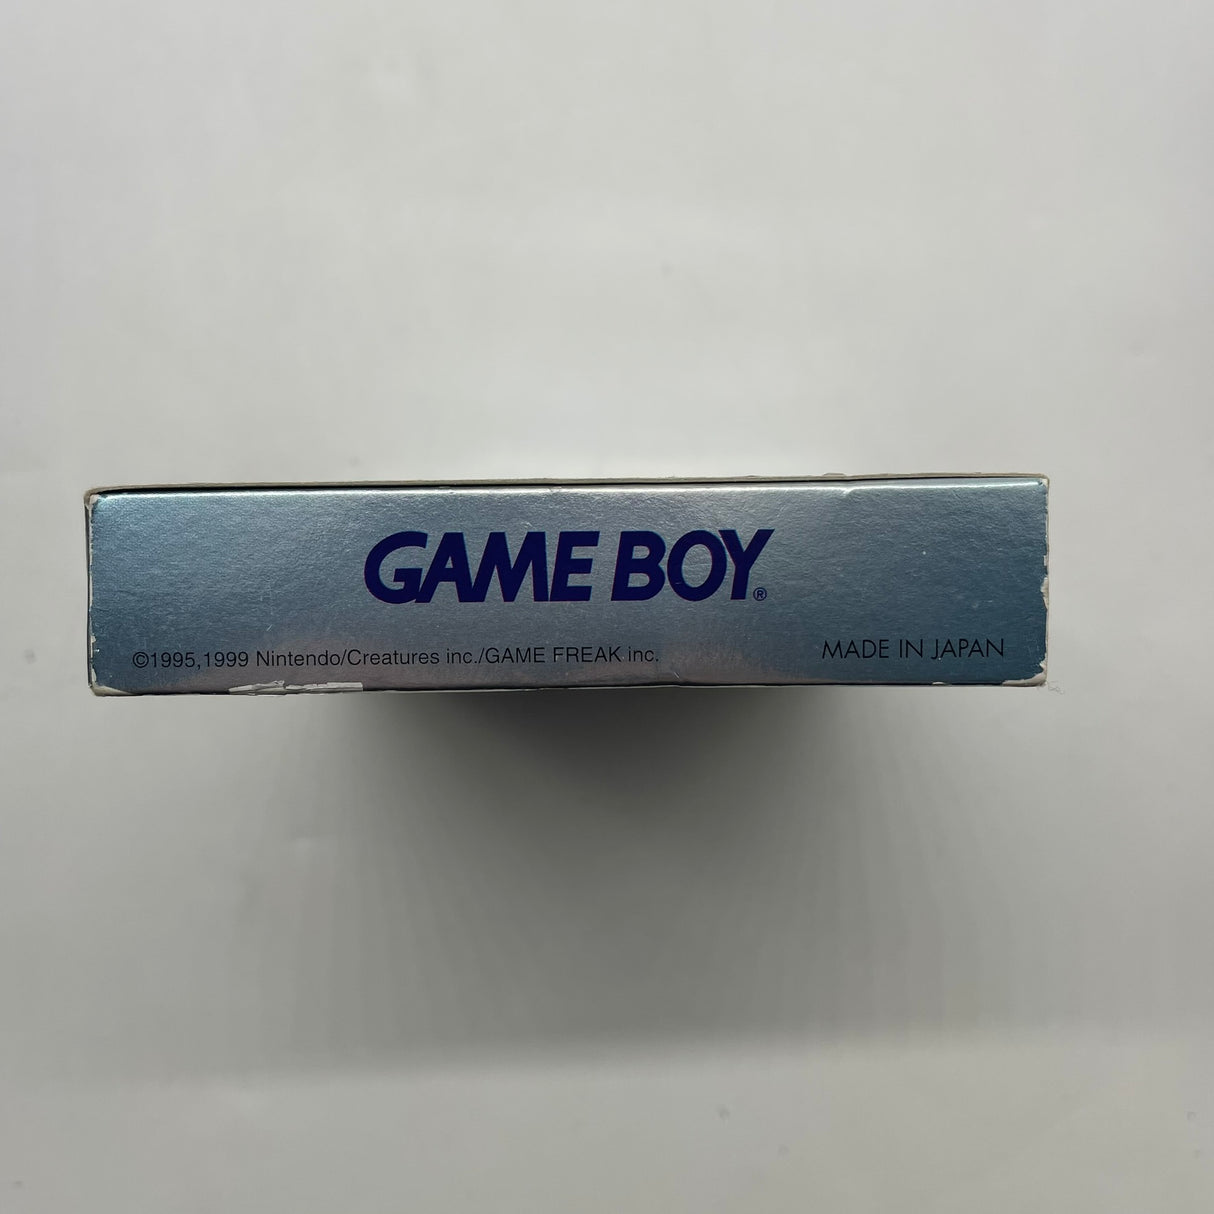 GAME BOY®
©1995,1999 Nintendo/Creatures inc./GAME FREAK inc.
MADE IN JAPAN